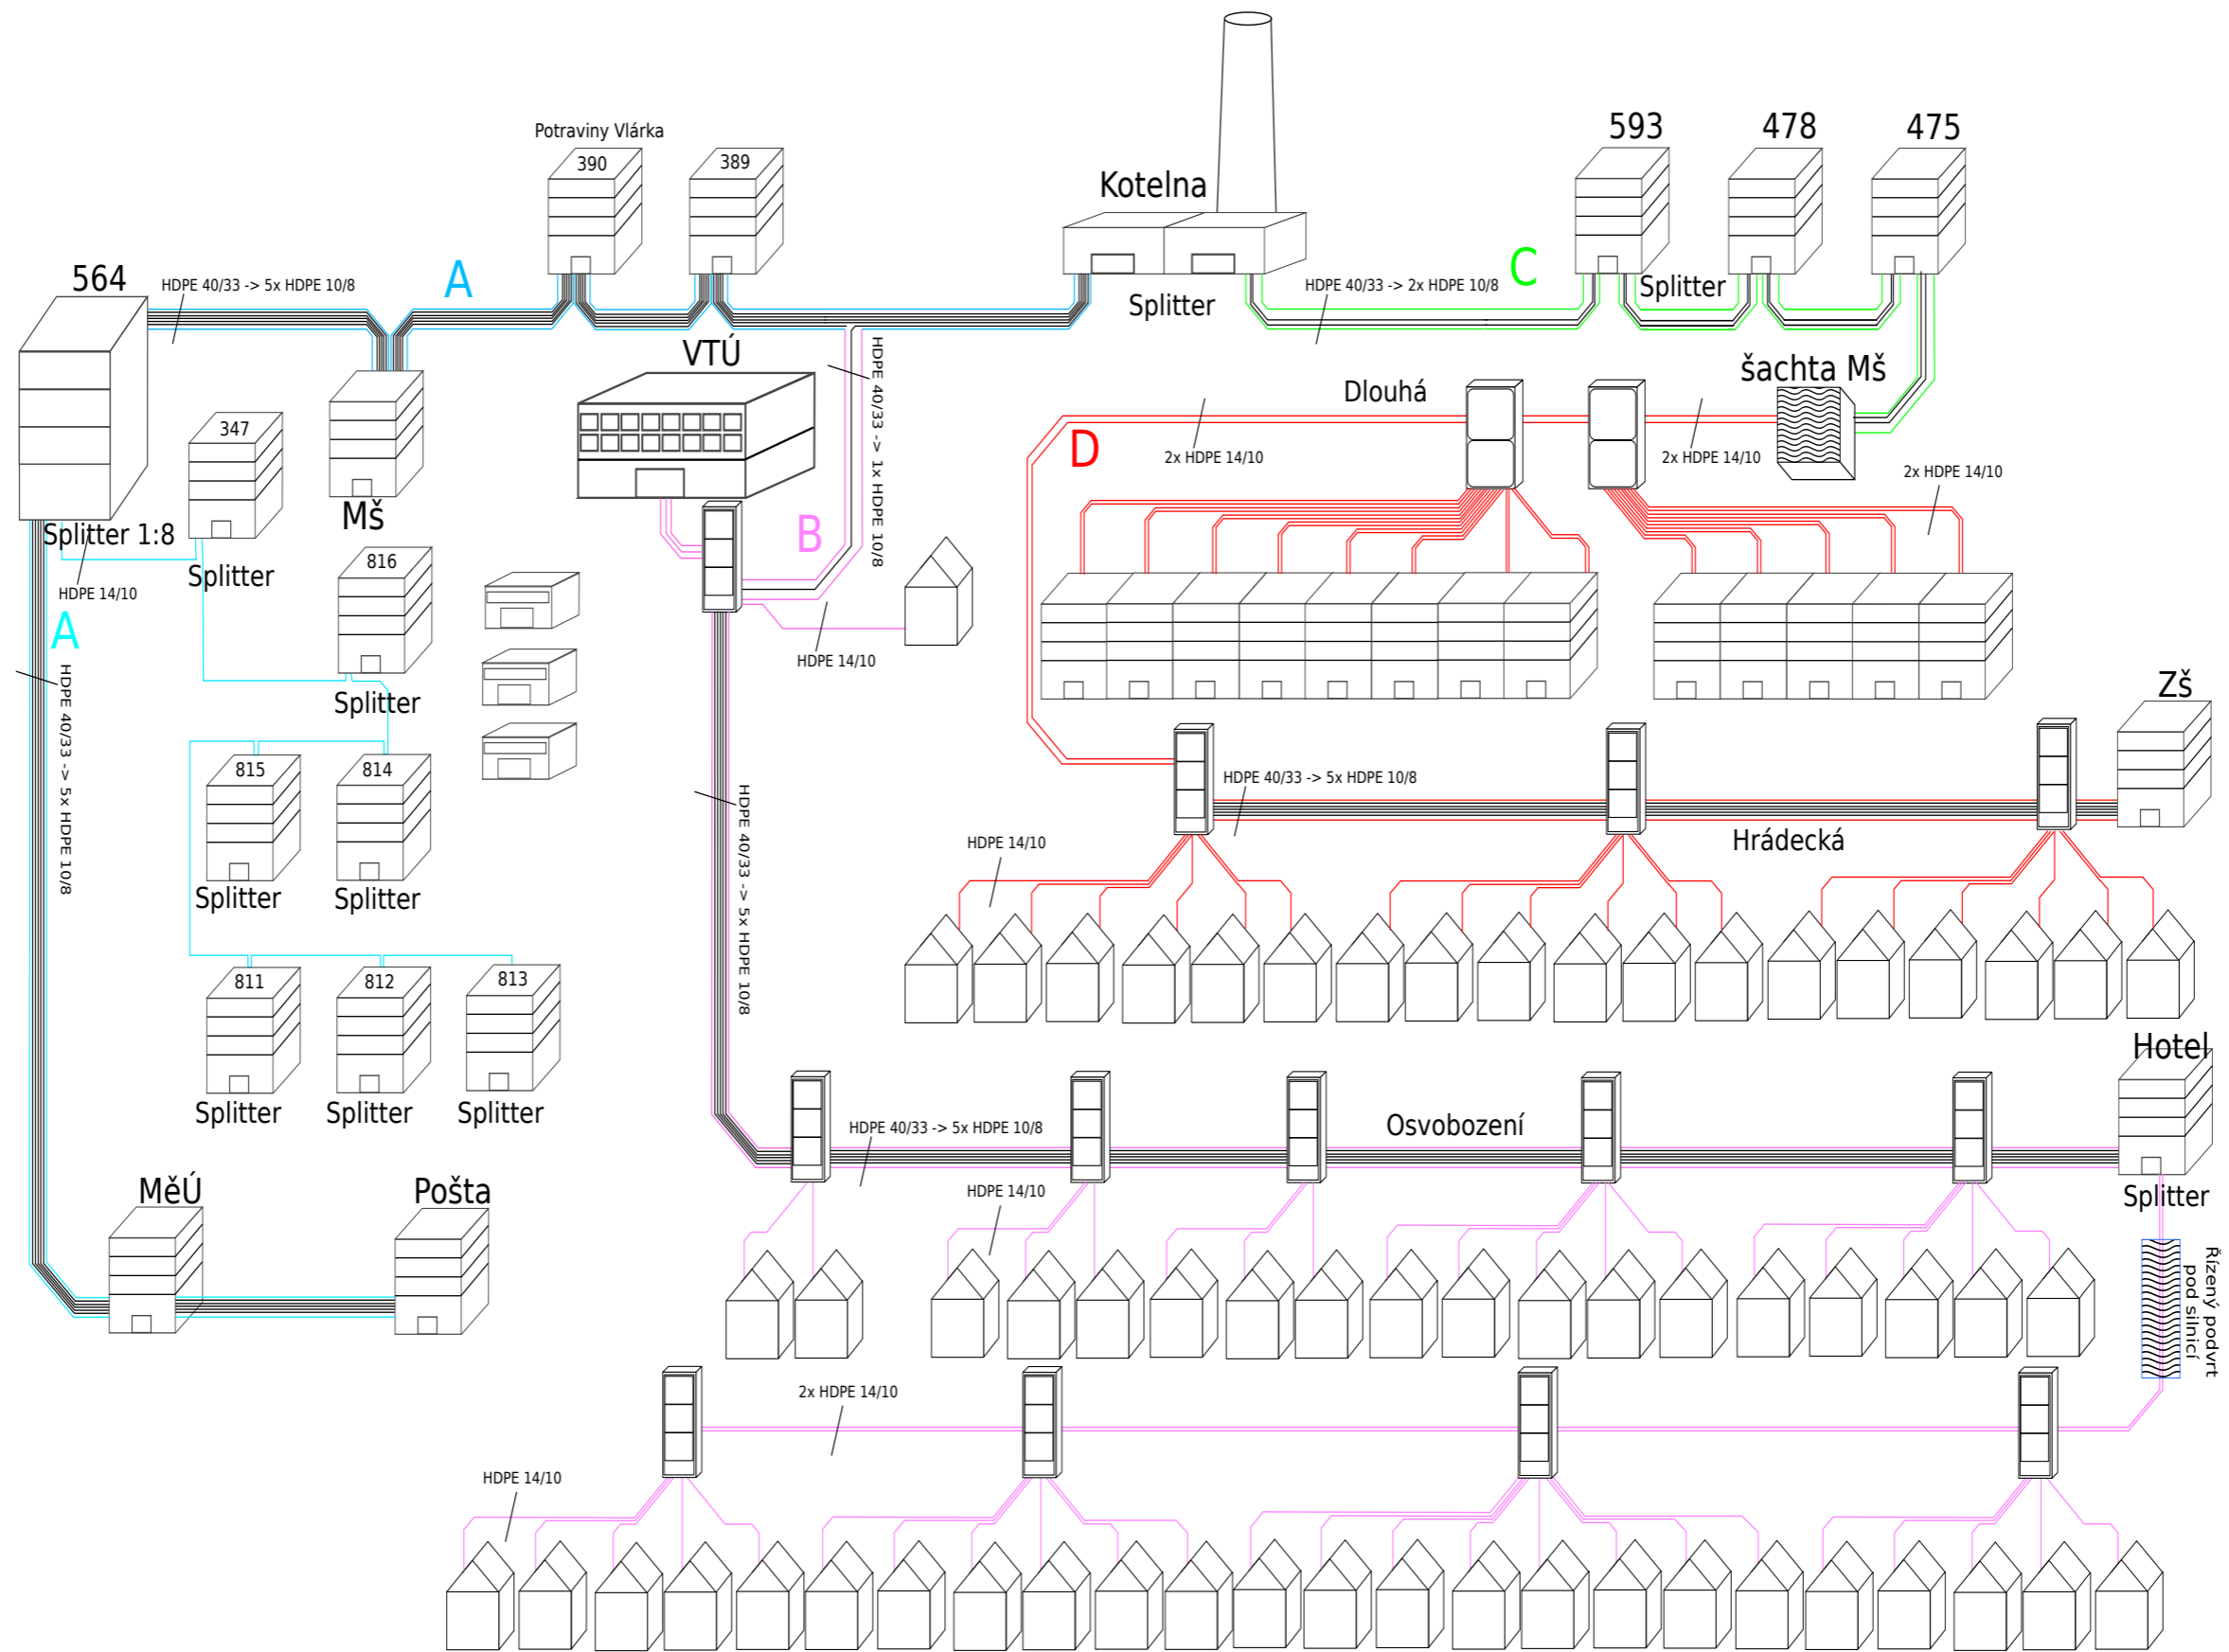 593
478
475
Potraviny Vlárka
390
389
Kotelna
C
564
HDPE 40/33 -> 5x HDPE 10/8
A
Splitter
HDPE 40/33 -> 2x HDPE 10/8
Splitter
VTÚ
HDPE 40/33 -> 1x HDPE 10/8
šachta Mš
Dlouhá
D
2x HDPE 14/10
2x HDPE 14/10
2x HDPE 14/10
347
Mš
Splitter 1:8
B
Splitter
816
HDPE 14/10
A
HDPE 14/10
HDPE 40/33 -> 5x HDPE 10/8
Splitter
Zš
815
814
HDPE 40/33 -> 5x HDPE 10/8
HDPE 40/33 -> 5x HDPE 10/8
Hrádecká
HDPE 14/10
Splitter
Splitter
811
812
813
Hotel
Splitter
Splitter
Splitter
HDPE 40/33 -> 5x HDPE 10/8
Osvobození
MěÚ
Pošta
HDPE 14/10
Splitter
Řízený podvrt
pod silnicí
2x HDPE 14/10
HDPE 14/10